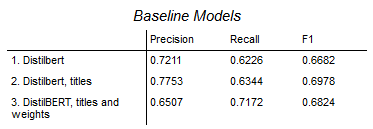 Baseline Models
Precision Recall F1
1. Distilbert 0.7211 0.6226 0.6682
2. Distilbert, titles 0.7753 0.6344 0.6978
3. DistilBERT, titles and 0.6507 0.7172 0.6824
weights